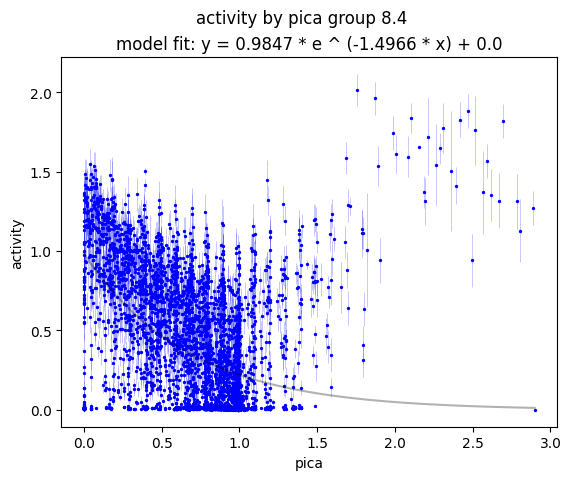 activity by pica group 8.4
model fit: y = 0.9847 * e ^ (-1.4966 * x) + 0.0
2.0
1.5
1.0
0.5
0.0
activity
0.0 0.5 1.0 1.5 2.0 2.5 3.0
pica